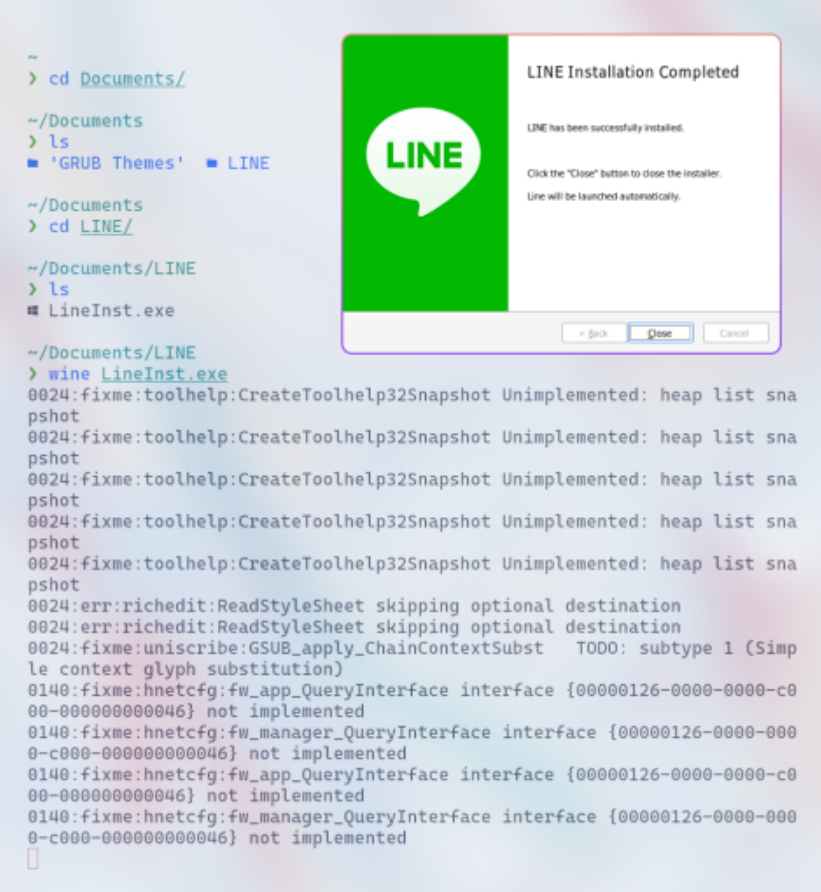 ~
❯ cd Documents/
~/Documents
❯ ls
'GRUB Themes' LINE
~/Documents
❯ cd LINE/
~/Documents/LINE
❯ ls
LineInst.exe
~/Documents/LINE
❯ wine LineInst.exe
0024:fixme:toolhelp:CreateToolhelp32Snapshot Unimplemented: heap list sna
pshot
0024:fixme:toolhelp:CreateToolhelp32Snapshot Unimplemented: heap list sna
pshot
0024:fixme:toolhelp:CreateToolhelp32Snapshot Unimplemented: heap list sna
pshot
0024:fixme:toolhelp:CreateToolhelp32Snapshot Unimplemented: heap list sna
pshot
0024:fixme:toolhelp:CreateToolhelp32Snapshot Unimplemented: heap list sna
pshot
0024:err:richedit:ReadStyleSheet skipping optional destination
0024:err:richedit:ReadStyleSheet skipping optional destination
0024:fixme:uniscribe:GSUB_apply_ChainContextSubst   TODO: subtype 1 (Simp
le context glyph substitution)
0140:fixme:hnetcfg:fw_app_QueryInterface interface {00000126-0000-0000-c0
00-000000000046} not implemented
0140:fixme:hnetcfg:fw_manager_QueryInterface interface {00000126-0000-000
0-c000-000000000046} not implemented
0140:fixme:hnetcfg:fw_app_QueryInterface interface {00000126-0000-0000-c0
00-000000000046} not implemented
0140:fixme:hnetcfg:fw_manager_QueryInterface interface {00000126-0000-000
0-c000-000000000046} not implemented
LINE
LINE Installation Completed
LINE has been successfully installed.
Click the "Close" button to close the installer.
Line will be launched automatically.
< Back
Close
Cancel